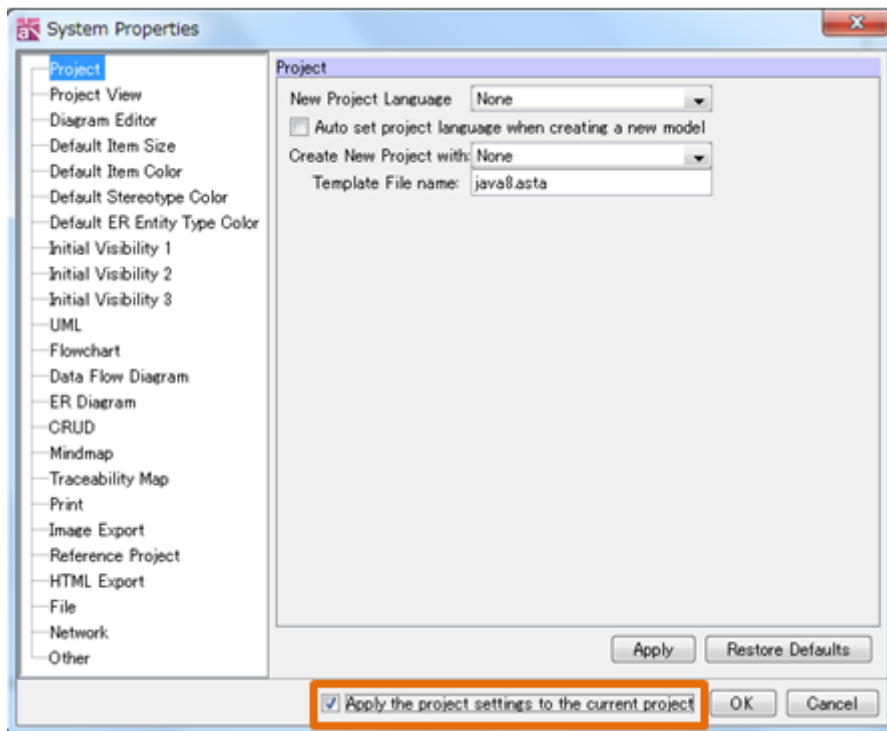 System Properties
Project
Project View
Diagram Editor
Default Item Size
Default Item Color
Default Stereotype Color
Default ER Entity Type Color
Initial Visibility 1
Initial Visibility 2
Initial Visibility 3
UML
Flowchart
Data Flow Diagram
ER Diagram
CRUD
Mindmap
Traceability Map
Print
Image Export
Reference Project
HTML Export
File
Network
Other
Project
New Project Language None
Auto set project language when creating a new model
Create New Project with: None
Template File name: java8.asta
Apply Restore Defaults
Apply the project settings to the current project OK Cancel